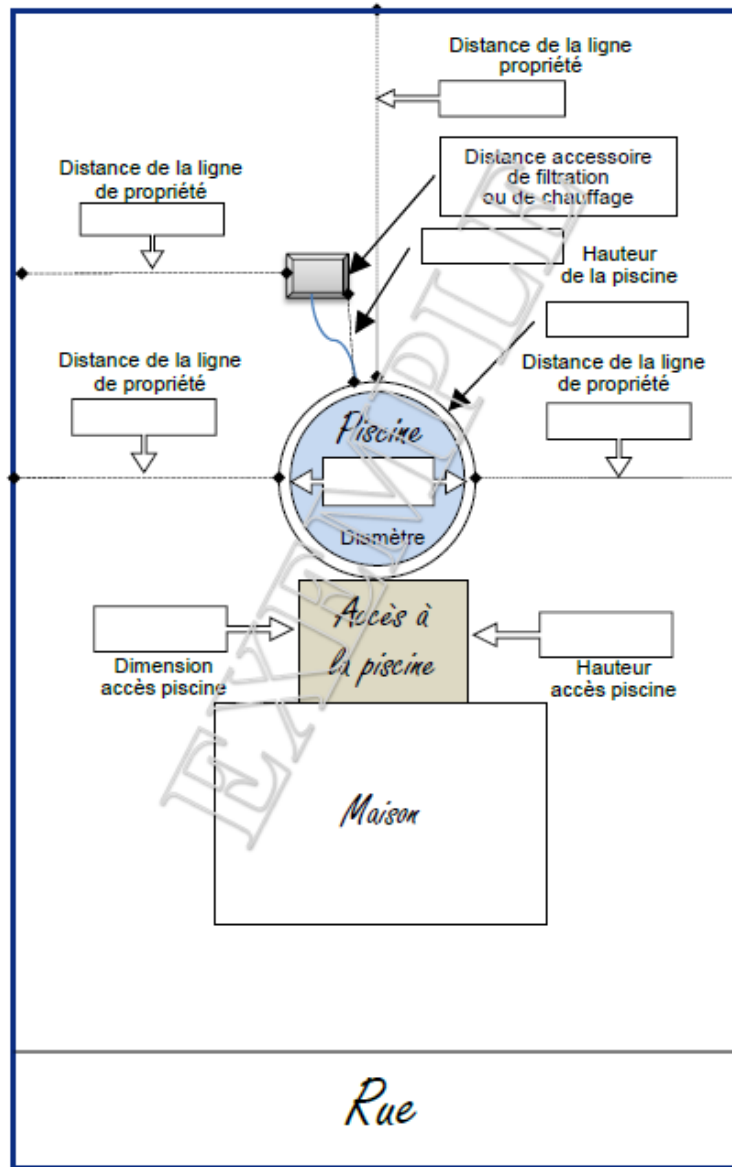 Distance de la ligne
propriété
Distance accessoire
de filtration
ou de chauffage
Distance de la ligne
de propriété
Hauteur
de la piscine
Distance de la ligne
de propriété
Distance de la ligne
de propriété
Piscine
Diamètre
Accès à
la piscine
Dimension
accès piscine
Hauteur
accès piscine
Maison
Rue
EXEMPLE